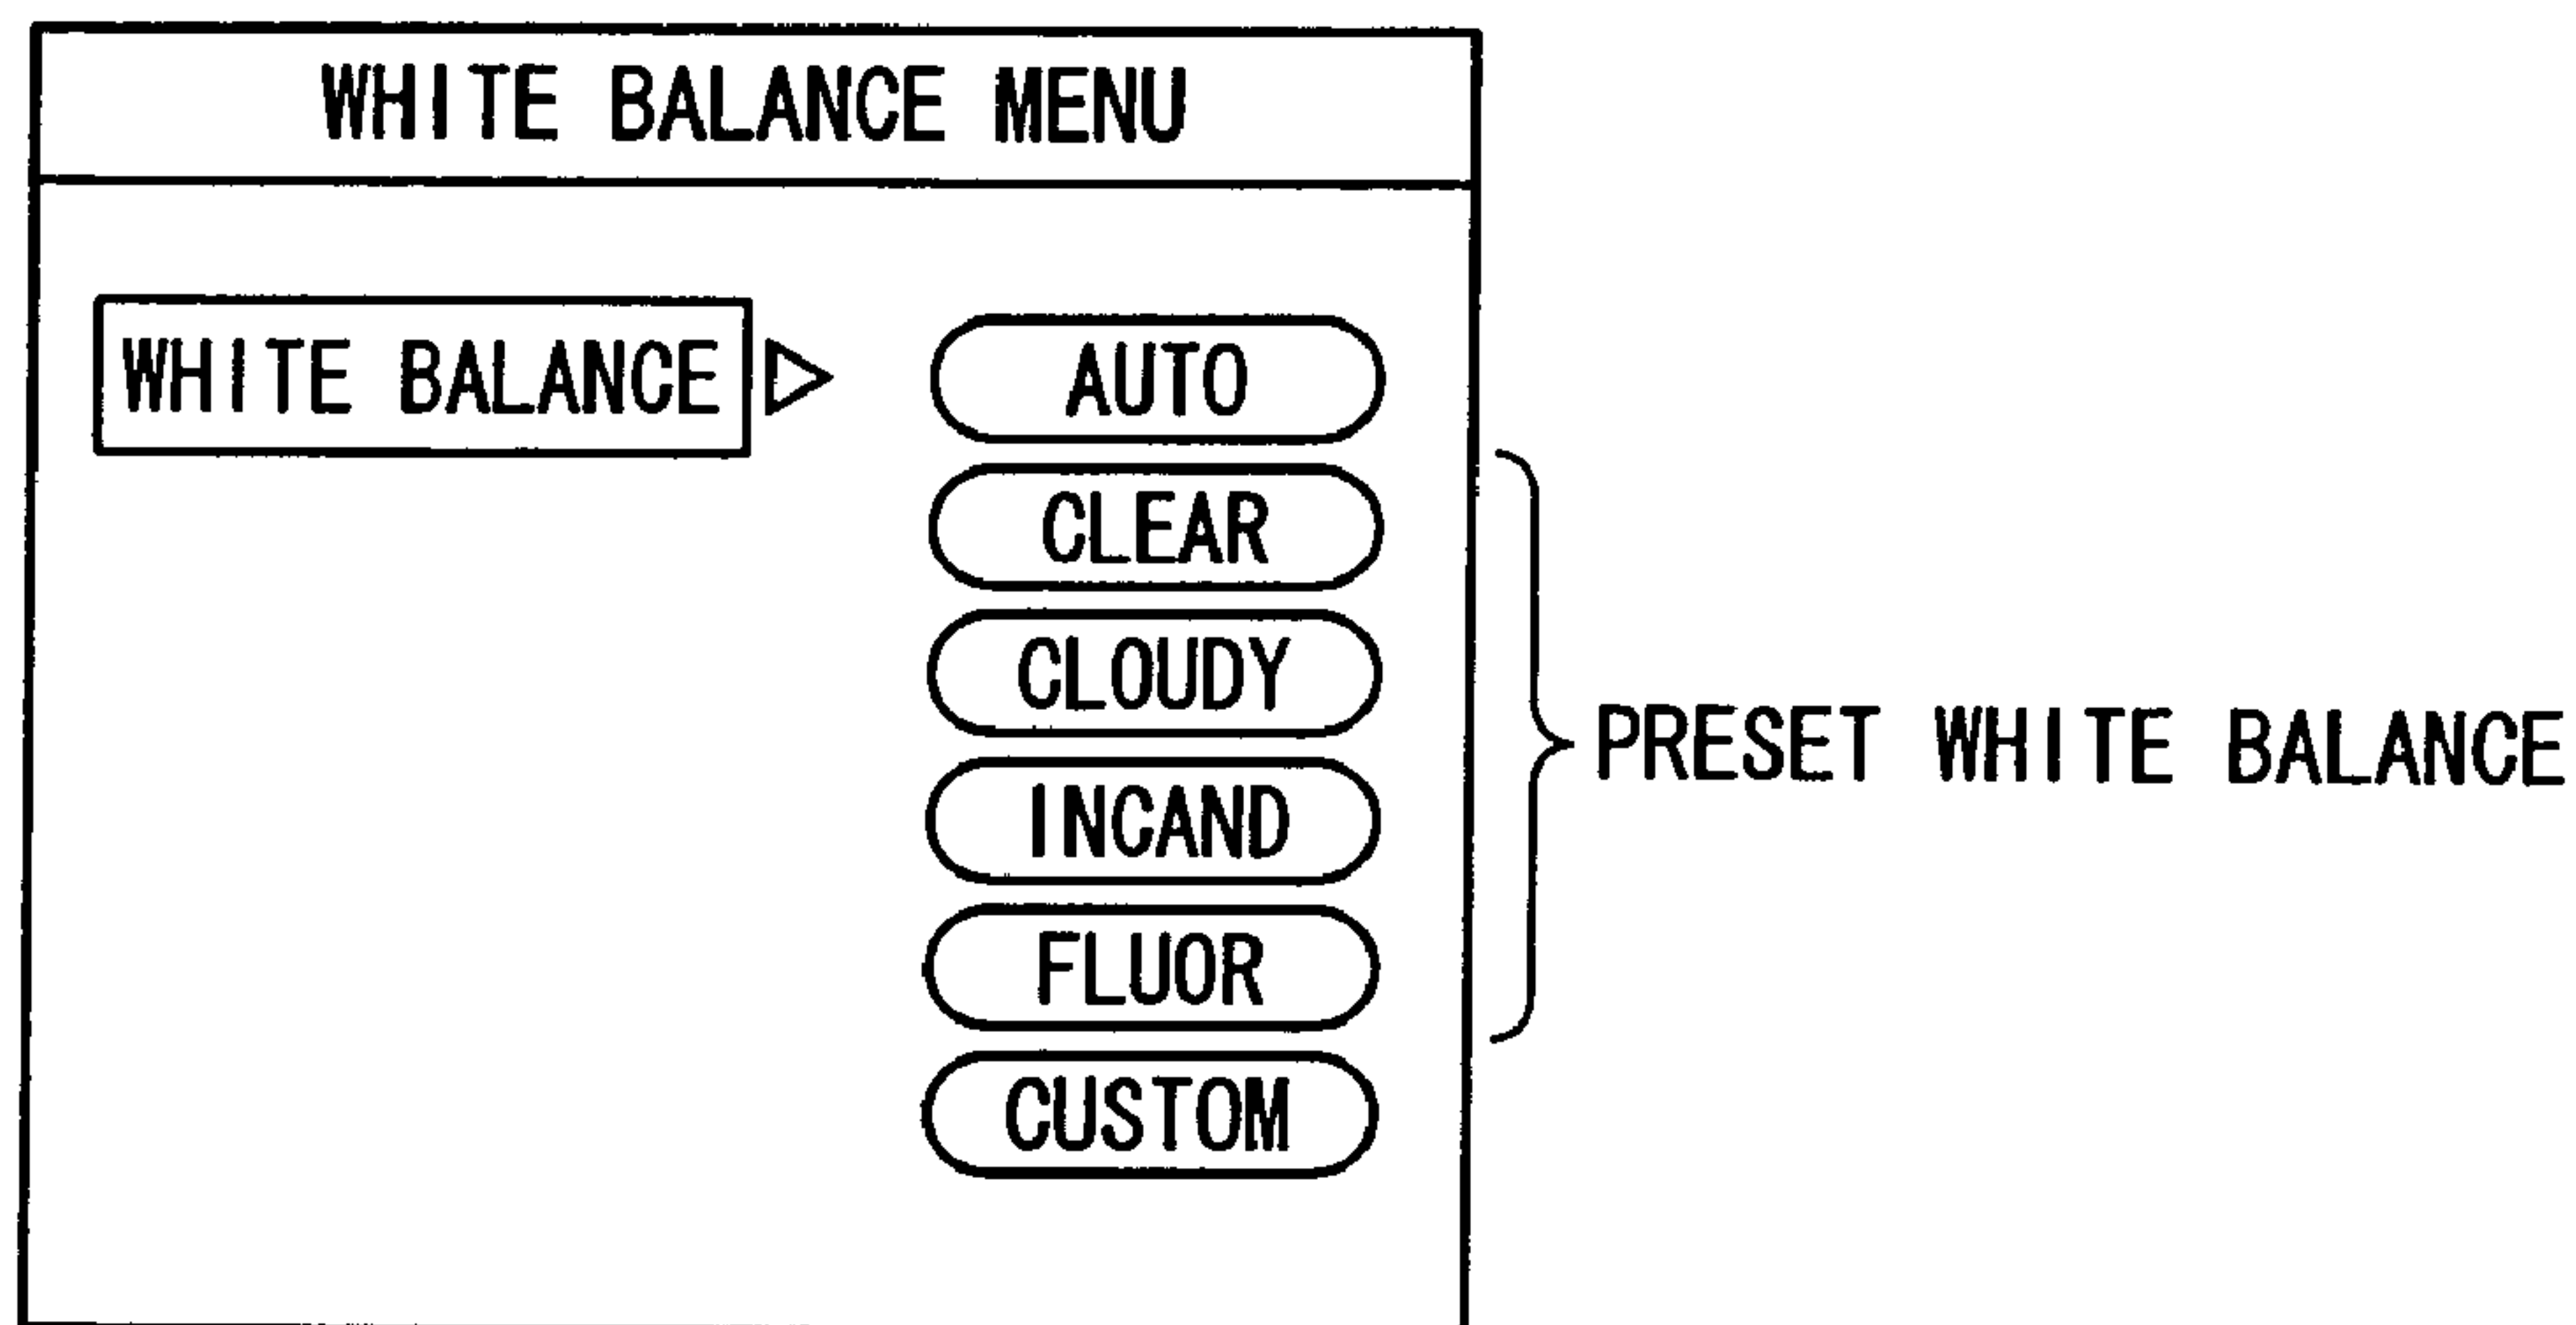 WHITE BALANCE MENU
WHITE BALANCE
AUTO
CLEAR
CLOUDY
INCAND
FLUOR
CUSTOM
PRESET WHITE BALANCE